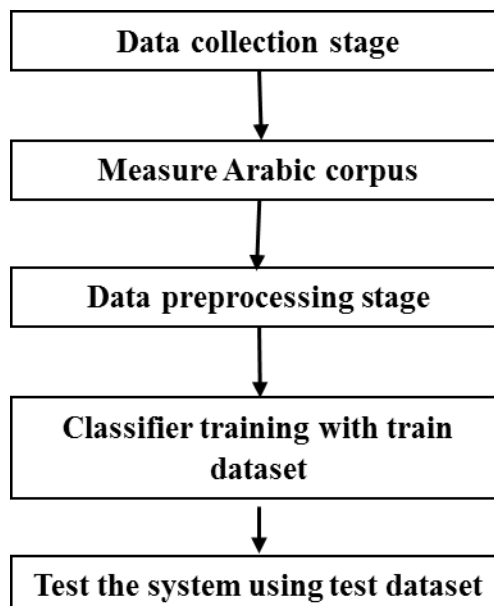 Data collection stage
Measure Arabic corpus
Data preprocessing stage
Classifier training with train
dataset
Test the system using test dataset